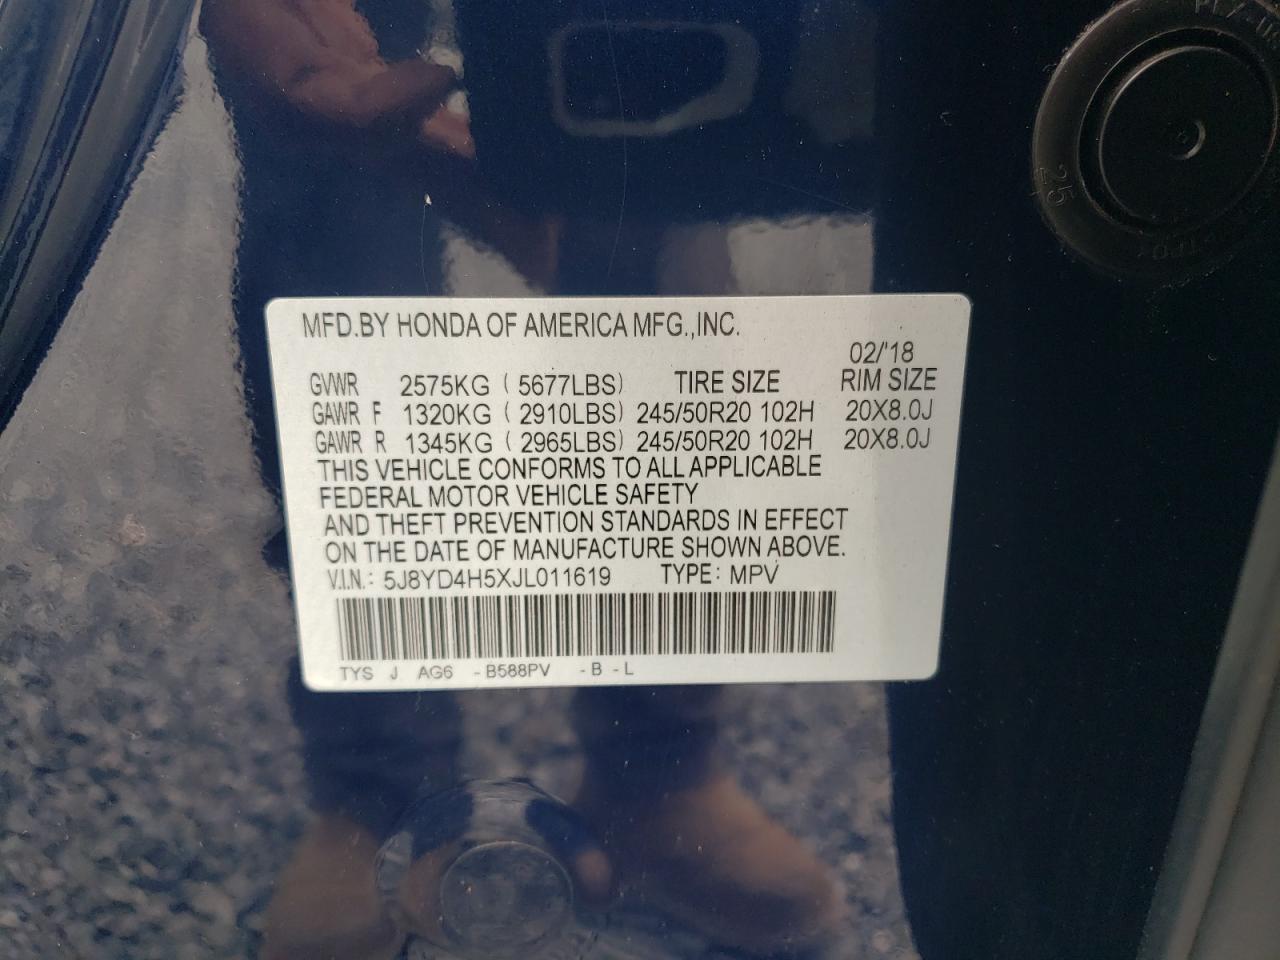 MFD.BY HONDA OF AMERICA MFG.,INC.
02/'18
GVWR 2575KG ( 5677LBS) TIRE SIZE RIM SIZE
GAWR F 1320KG ( 2910LBS) 245/50R20 102H 20X8.0J
GAWR R 1345KG ( 2965LBS) 245/50R20 102H 20X8.0J
THIS VEHICLE CONFORMS TO ALL APPLICABLE
FEDERAL MOTOR VEHICLE SAFETY
AND THEFT PREVENTION STANDARDS IN EFFECT
ON THE DATE OF MANUFACTURE SHOWN ABOVE.
V.I.N.: 5J8YD4H5XJL011619 TYPE: MPV
TYS J AG6 -B588PV -B -L
25